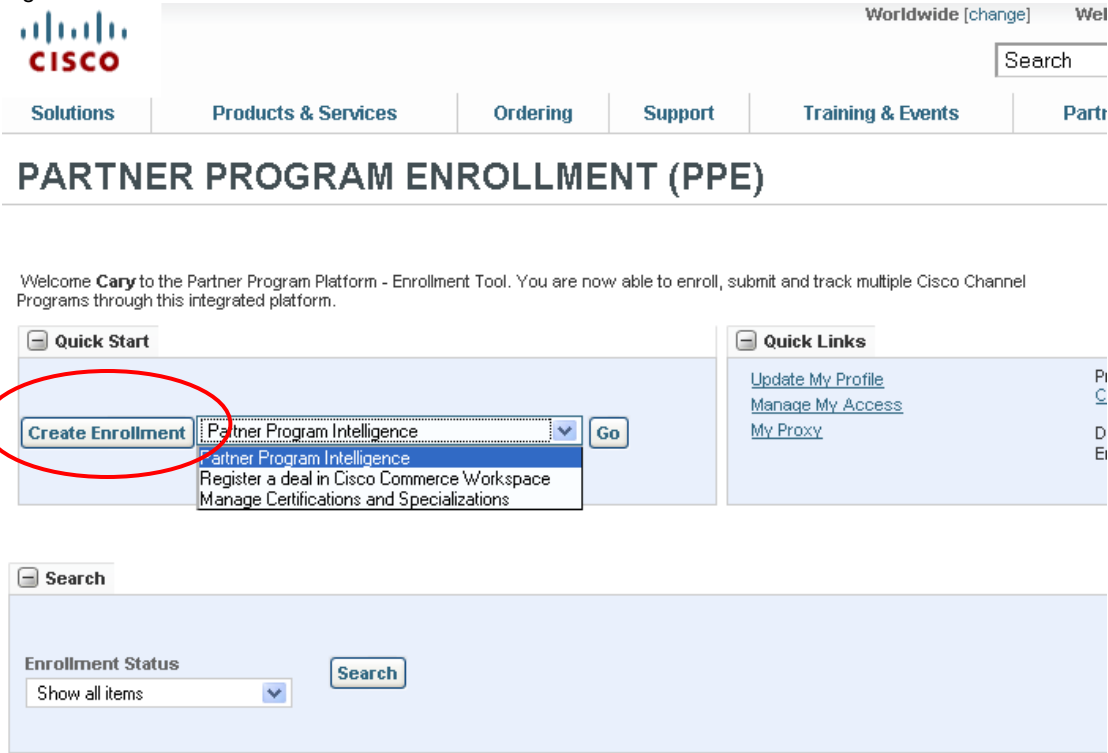 Worldwide [change]
CISCO
Search
Solutions Products & Services Ordering Support Training & Events
PARTNER PROGRAM ENROLLMENT (PPE)
Welcome Cary to the Partner Program Platform - Enrollment Tool. You are now able to enroll, submit and track multiple Cisco Channel
Programs through this integrated platform.
Quick Start
Create Enrollment Partner Program Intelligence Go
Partner Program Intelligence
Register a deal in Cisco Commerce Workspace
Manage Certifications and Specializations
Quick Links
Update My Profile
Manage My Access
My Proxy
Search
Enrollment Status
Show all items
Search